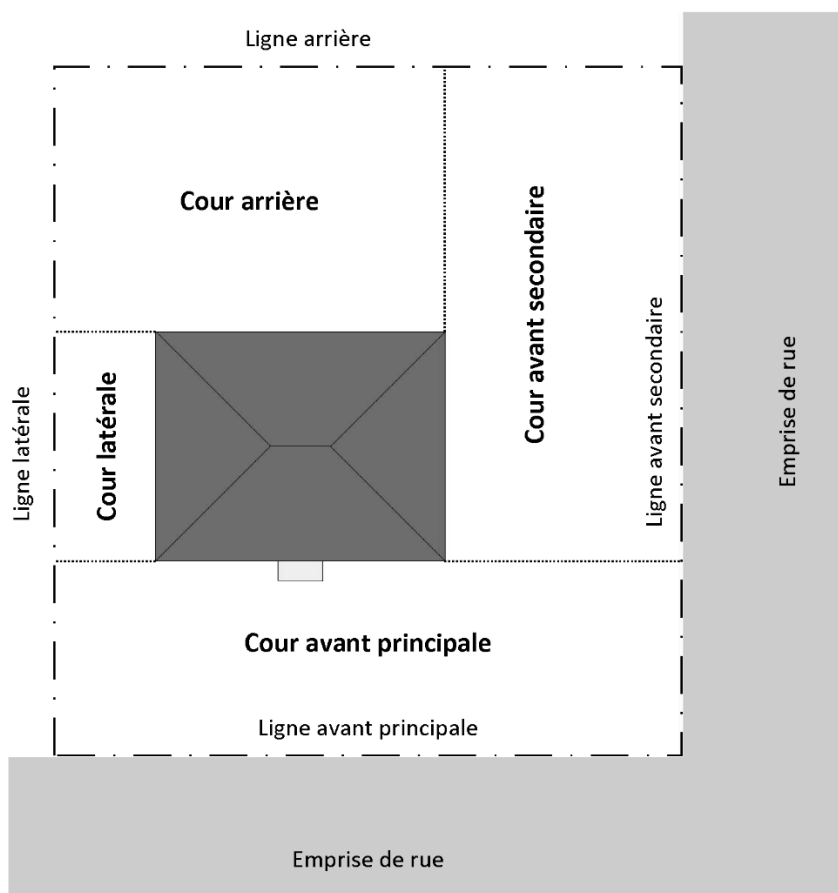 Ligne arrière
Cour arrière
Cour avant secondaire
Ligne avant secondaire
Emprise de rue
Ligne latérale
Cour latérale
Cour avant principale
Ligne avant principale
Emprise de rue